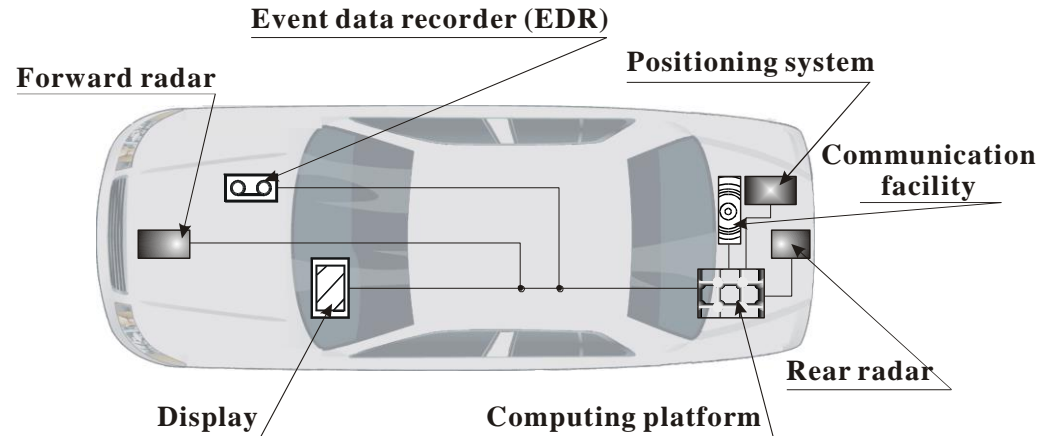 Event data recorder (EDR)
Forward radar
Positioning system
Communication
facility
Rear radar
Display
Computing platform